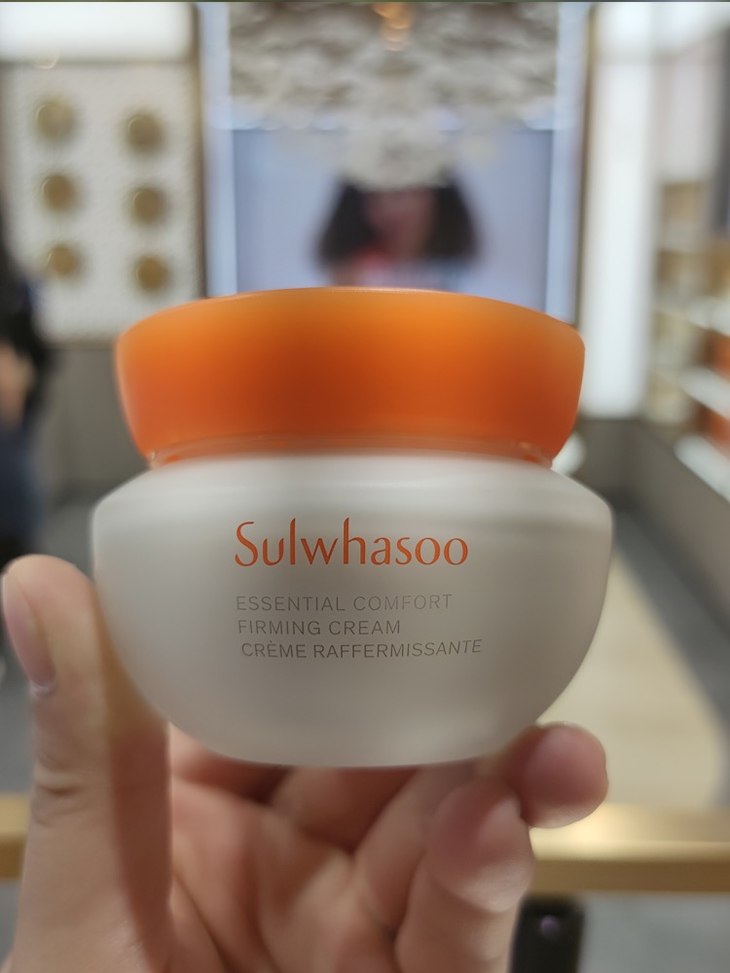 Sulwhasoo
ESSENTIAL COMFORT
FIRMING CREAM
CRÈME RAFFERMISSANTE